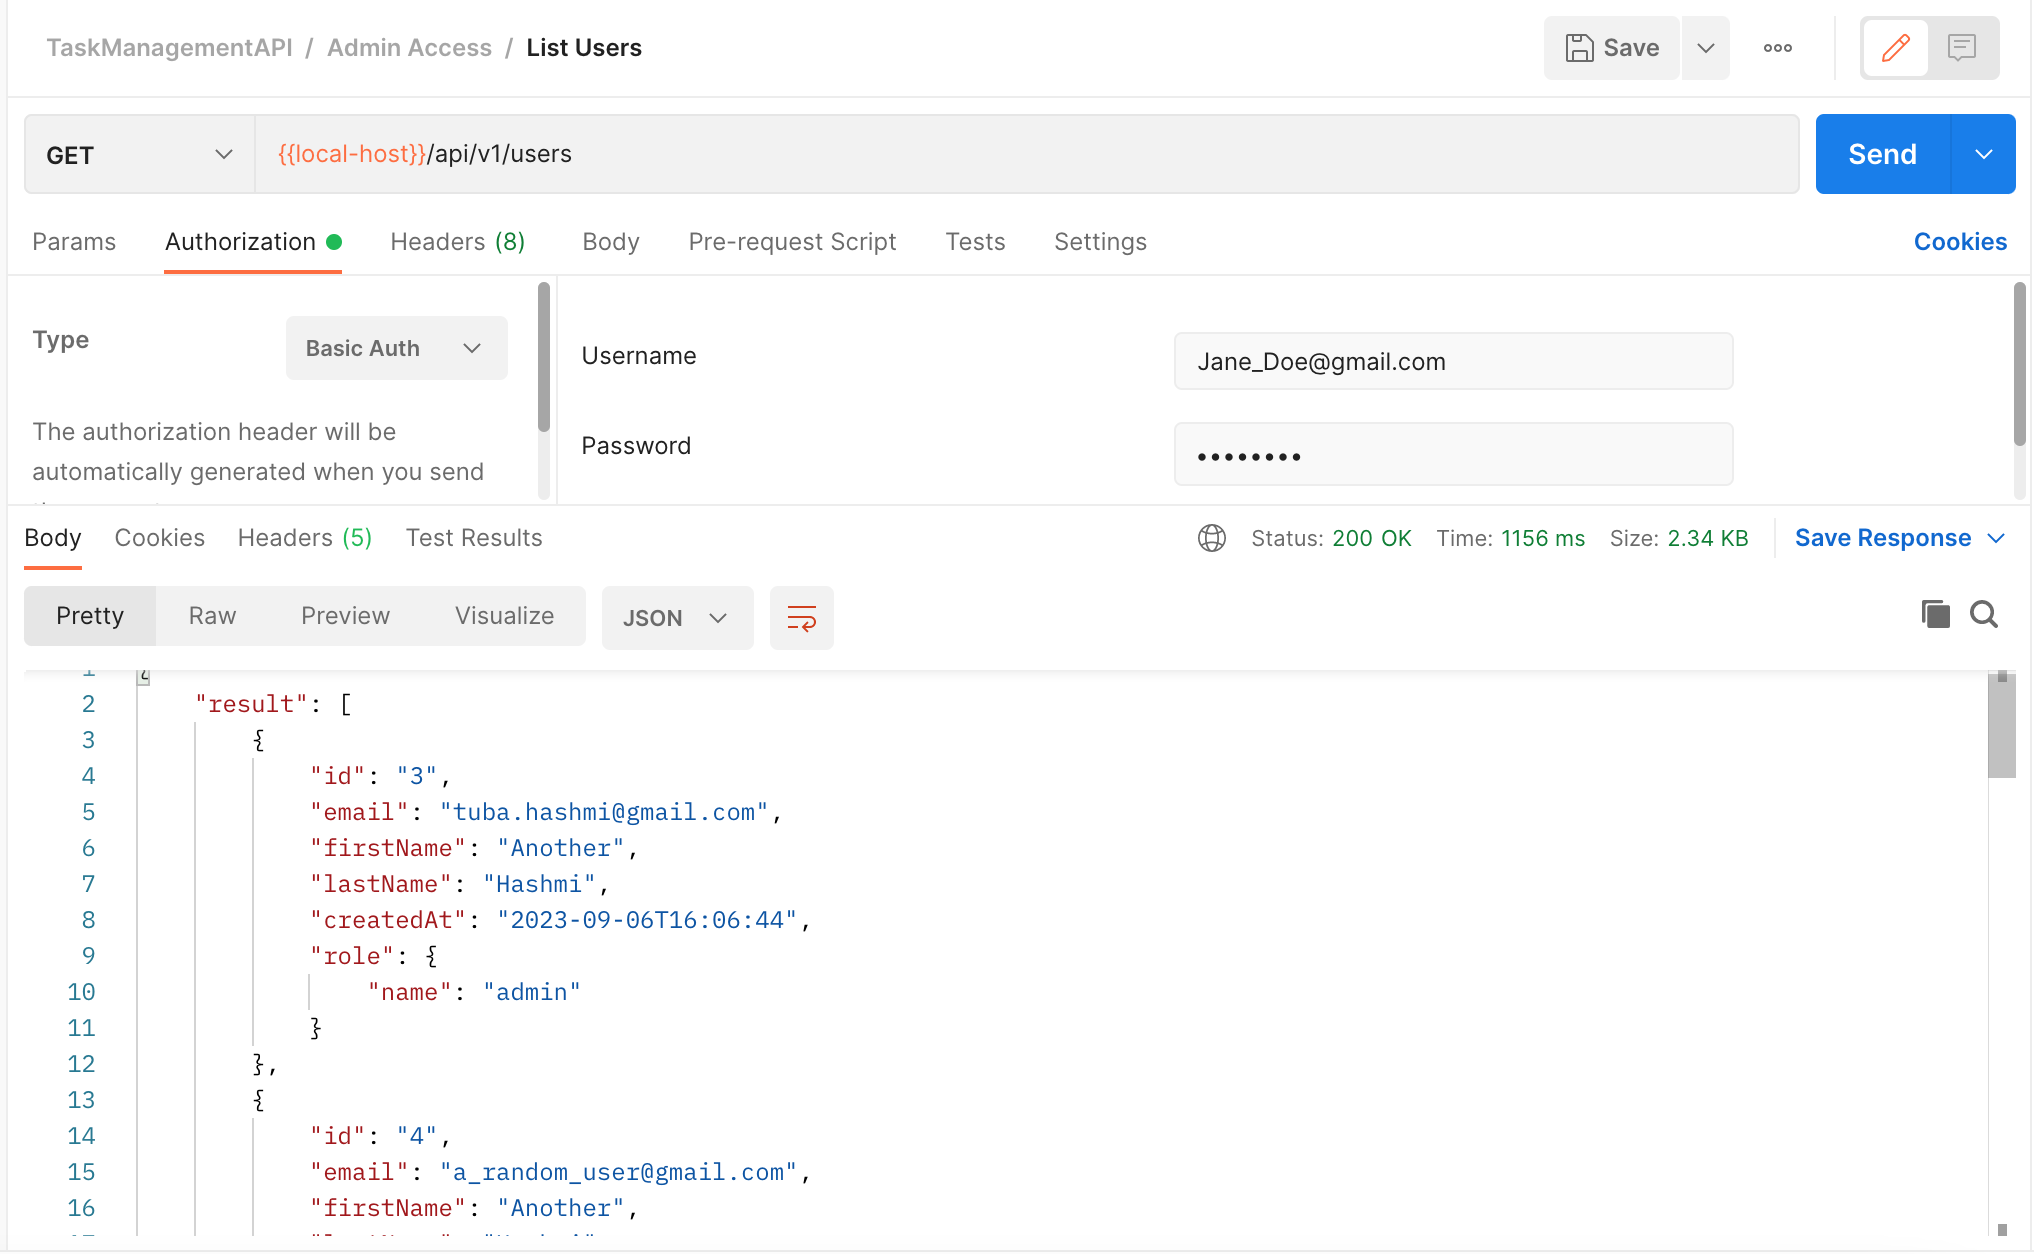 TaskManagementAPI / Admin Access / List Users
Save
GET
{{local-host}}/api/v1/users
Send
Params Authorization Headers (8) Body Pre-request Script Tests Settings Cookies
Type
Basic Auth
The authorization header will be
automatically generated when you send
Username
Jane_Doe@gmail.com
Password
••••••••
Body Cookies Headers (5) Test Results
Status: 200 OK Time: 1156 ms Size: 2.34 KB Save Response
Pretty Raw Preview Visualize JSON
1 {
2 "result": [
3 {
4 "id": "3",
5 "email": "tuba.hashmi@gmail.com",
6 "firstName": "Another",
7 "lastName": "Hashmi",
8 "createdAt": "2023-09-06T16:06:44",
9 "role": {
10 "name": "admin"
11 }
12 },
13 {
14 "id": "4",
15 "email": "a_random_user@gmail.com",
16 "firstName": "Another",